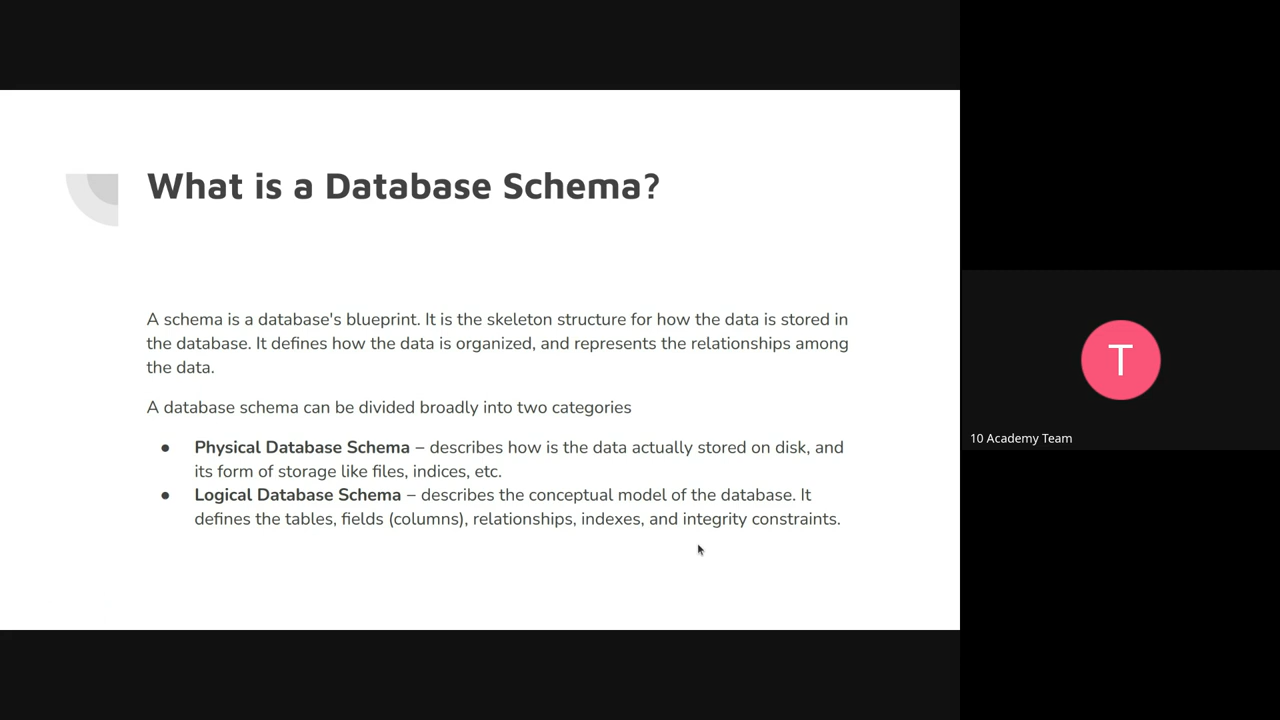 What is a Database Schema?
A schema is a database's blueprint. It is the skeleton structure for how the data is stored in
the database. It defines how the data is organized, and represents the relationships among
the data.
A database schema can be divided broadly into two categories
● Physical Database Schema – describes how is the data actually stored on disk, and
its form of storage like files, indices, etc.
● Logical Database Schema – describes the conceptual model of the database. It
defines the tables, fields (columns), relationships, indexes, and integrity constraints.
T
10 Academy Team